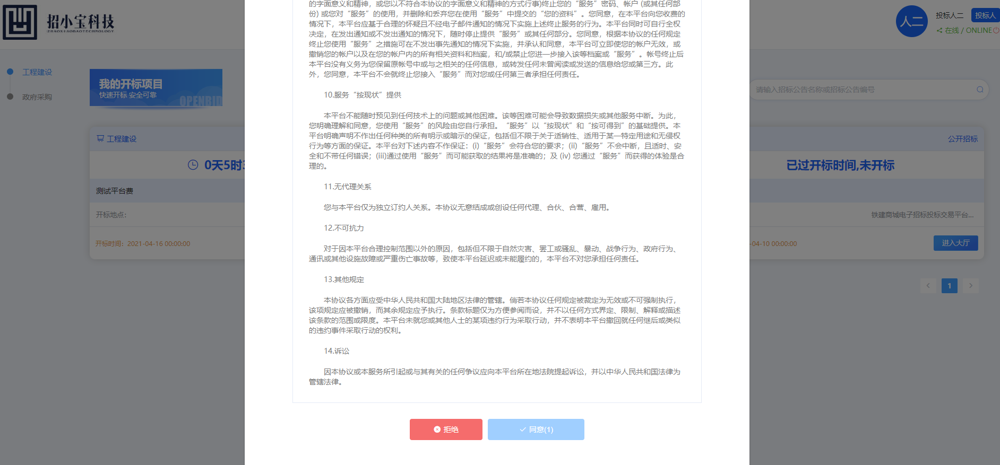 招小宝科技
ZHAOXIAOBAOTECHNOLOGY
人二
投标人二
投标人
在线 / ONLINE
工程建设
政府采购
我的开标项目
快速开标 安全可靠
OPENBID
请输入招标公告名称或招标公告编号
工程建设
0天5时3
测试平台费
开标地点：
开标时间：2021-04-16 00:00:00
的字面意义和精神，或您以不符合本协议的字面意义和精神的方式行事)终止您的“服务”密码、帐户 (或其任何部
份) 或您对“服务”的使用，并删除和丢弃您在使用“服务”中提交的“您的资料”。您同意，在本平台向您收费的
情况下，本平台应基于合理的怀疑且不经电子邮件通知的情况下实施上述终止服务的行为。本平台同时可自行全权
决定，在发出通知或不发出通知的情况下，随时停止提供“服务”或其任何部分。您同意，根据本协议的任何规定
终止您使用“服务”之措施可在不发出事先通知的情况下实施，并承认和同意，本平台可立即使您的帐户无效，或
撤销您的帐户以及在您的帐户内的所有相关资料和档案，和/或禁止您进一步接入该等档案或“服务”。帐号终止后
本平台没有义务为您保留原帐号中或与之相关的任何信息，或转发任何未曾阅读或发送的信息给您或第三方。此
外，您同意，本平台不会就终止您接入“服务”而对您或任何第三者承担任何责任。
10.服务“按现状”提供
本平台不能随时预见到任何技术上的问题或其他困难。该等困难可能会导致数据损失或其他服务中断。为此，
您明确理解和同意，您使用“服务”的风险由您自行承担。“服务”以“按现状”和“按可得到”的基础提供。本
平台明确声明不作出任何种类的所有明示或暗示的保证，包括但不限于关于适销性、适用于某一特定用途和无侵权
行为等方面的保证。本平台对下述内容不作保证：(i)“服务”会符合您的要求；(ii)“服务”不会中断，且适时、安
全和不带任何错误；(iii)通过使用“服务”而可能获取的结果将是准确的；及 (iv) 您通过“服务”而获得的体验是合
理的。
11.无代理关系
您与本平台仅为独立订约人关系。本协议无意结成或创设任何代理、合伙、合营、雇用。
12.不可抗力
对于因本平台合理控制范围以外的原因，包括但不限于自然灾害、罢工或骚乱、暴动、战争行为、政府行为、
通讯或其他设施故障或严重伤亡事故等，致使本平台延迟或未能履约的，本平台不对您承担任何责任。
13.其他规定
本协议各方面应受中华人民共和国大陆地区法律的管辖。倘若本协议任何规定被裁定为无效或不可强制执行，
该项规定应被撤销，而其余规定应予执行。条款标题仅为方便参阅而设，并不以任何方式界定、限制、解释或描述
该条款的范围或限度。本平台未就您或其他人士的某项违约行为采取行动，并不表明本平台撤回就任何继后或类似
的违约事件采取行动的权利。
14.诉讼
因本协议或本服务所引起或与其有关的任何争议应向本平台所在地法院提起诉讼，并以中华人民共和国法律为
管辖法律。
拒绝
同意(1)
公开招标
已过开标时间,未开标
铁建商城电子招标投标交易平台...
-04-10 00:00:00
进入大厅
1